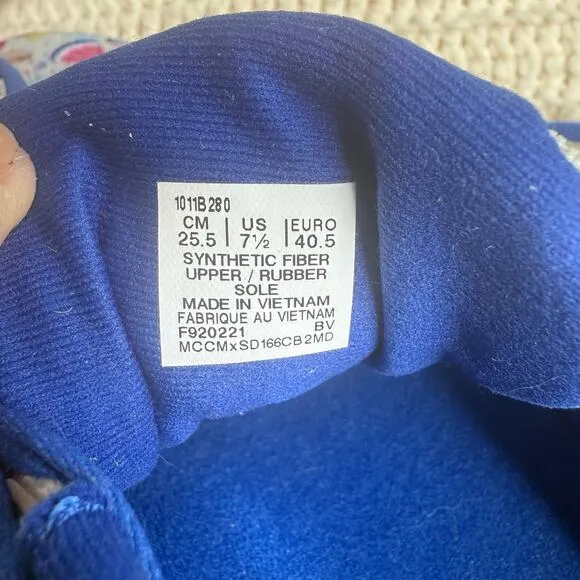 1011B280
CM | US | EURO
25.5 | 7½ | 40.5
SYNTHETIC FIBER
UPPER / RUBBER
SOLE
MADE IN VIETNAM
FABRIQUE AU VIETNAM
F920221 BV
MCCMxSD166CB2MD